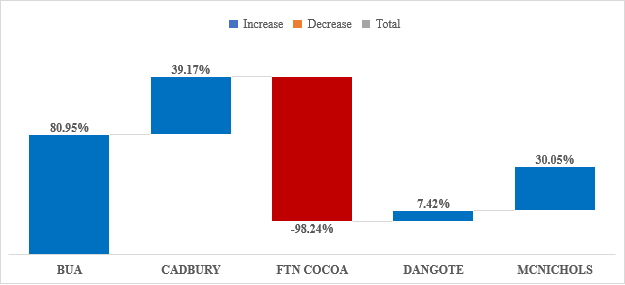 Increase Decrease Total
39.17%
80.95%
30.05%
7.42%
-98.24%
BUA CADBURY FTN COCOA DANGOTE MCNICHOLS